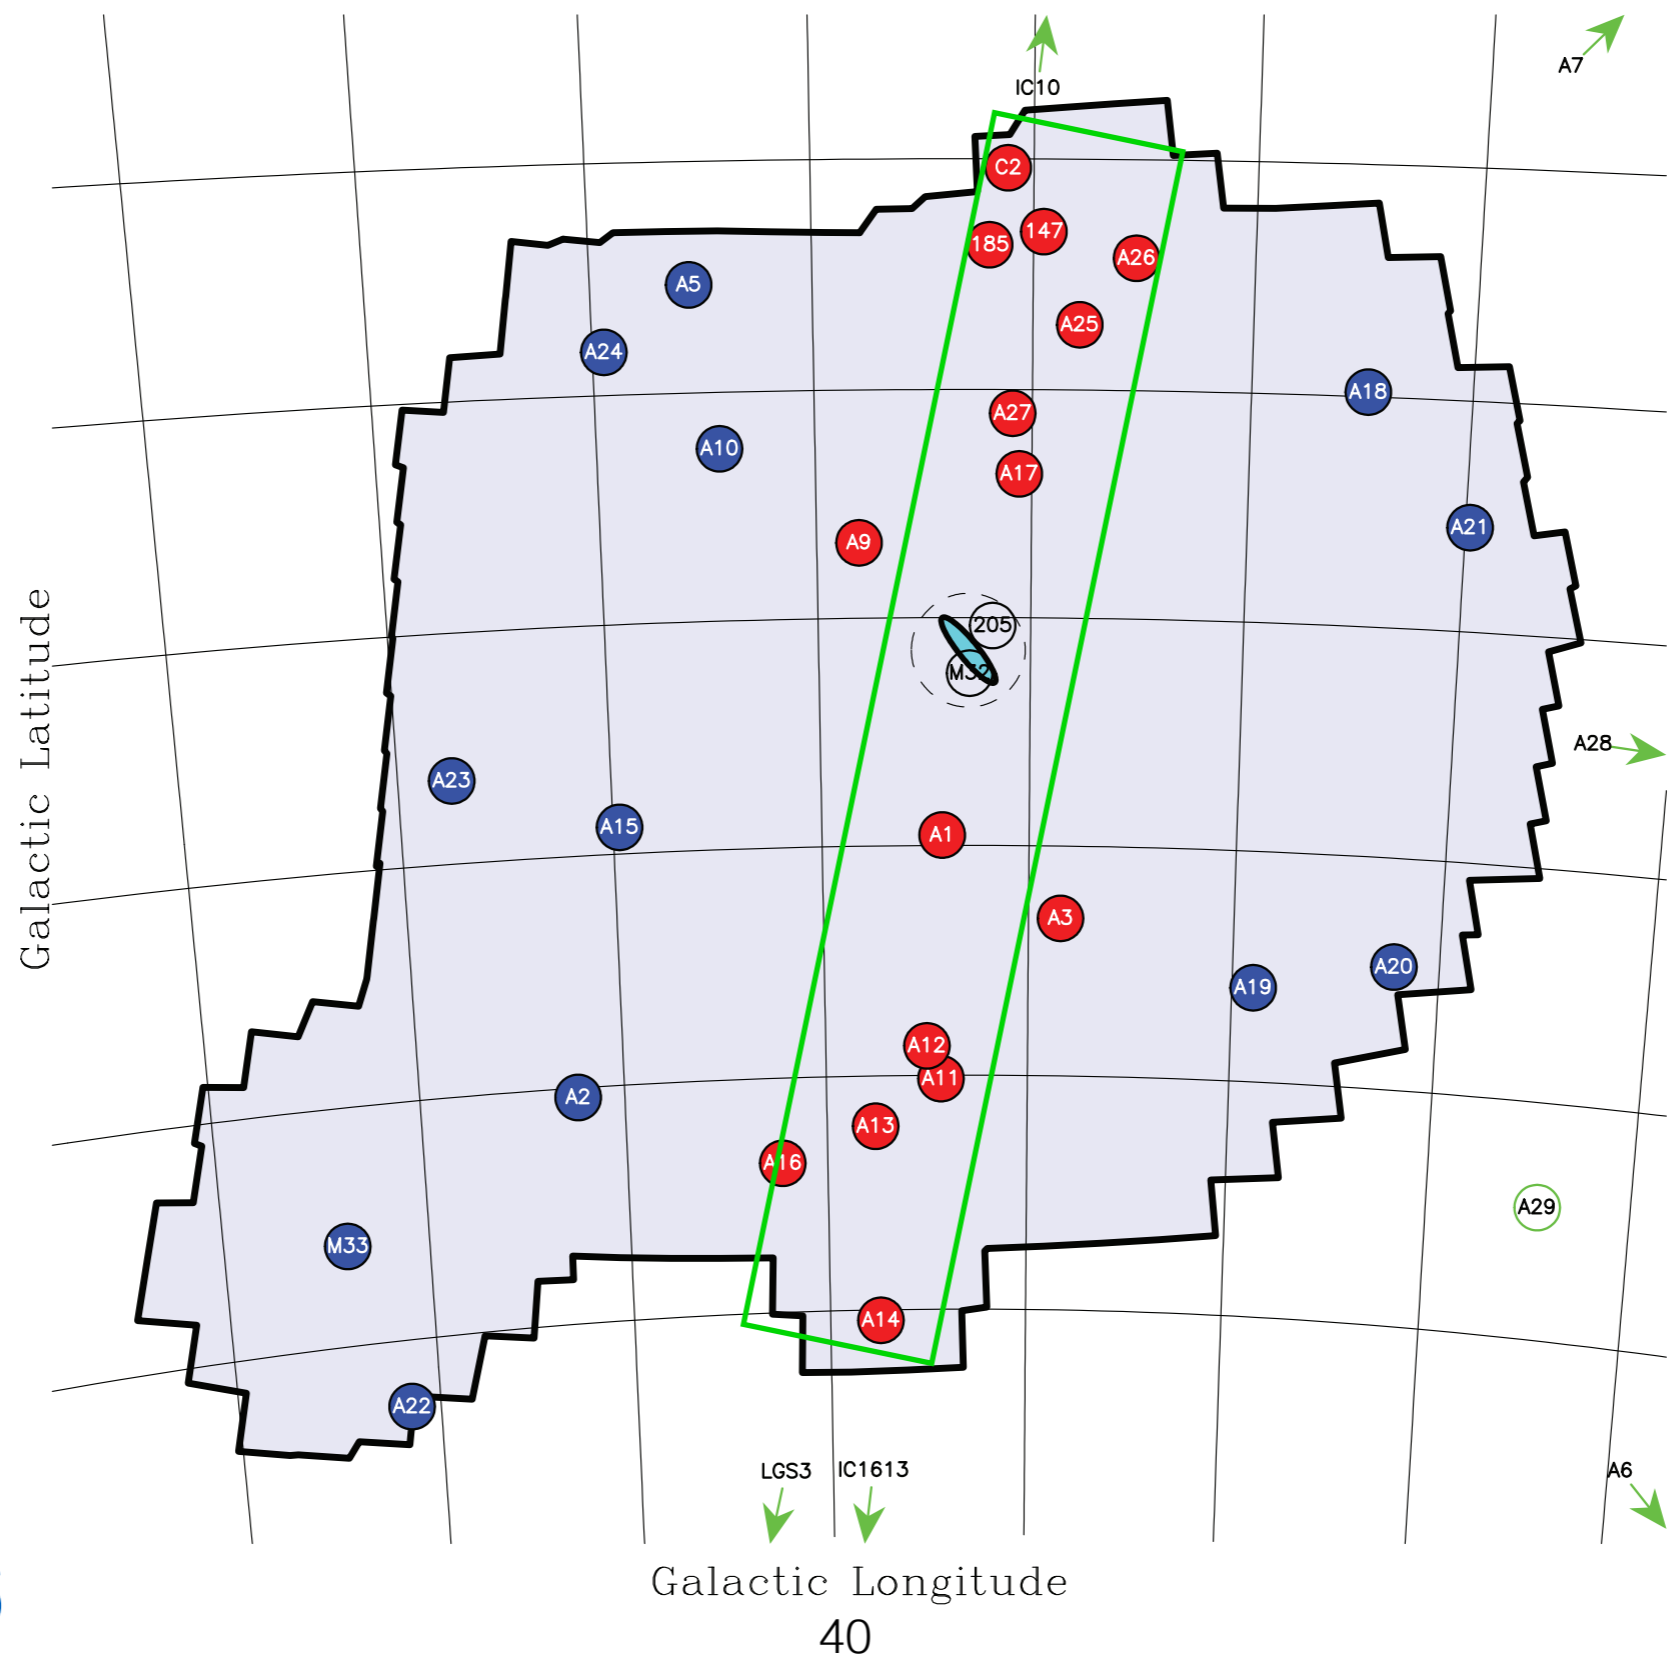 A7
IC10
C2
147
185
A26
A5
A25
A24
A18
A27
A10
A17
A21
A9
205
M32
A28
A23
A15
A1
A3
A20
A19
A12
A11
A2
A13
A16
A29
M33
A14
A22
LGS3
IC1613
A6
Galactic Latitude
Galactic Longitude
40